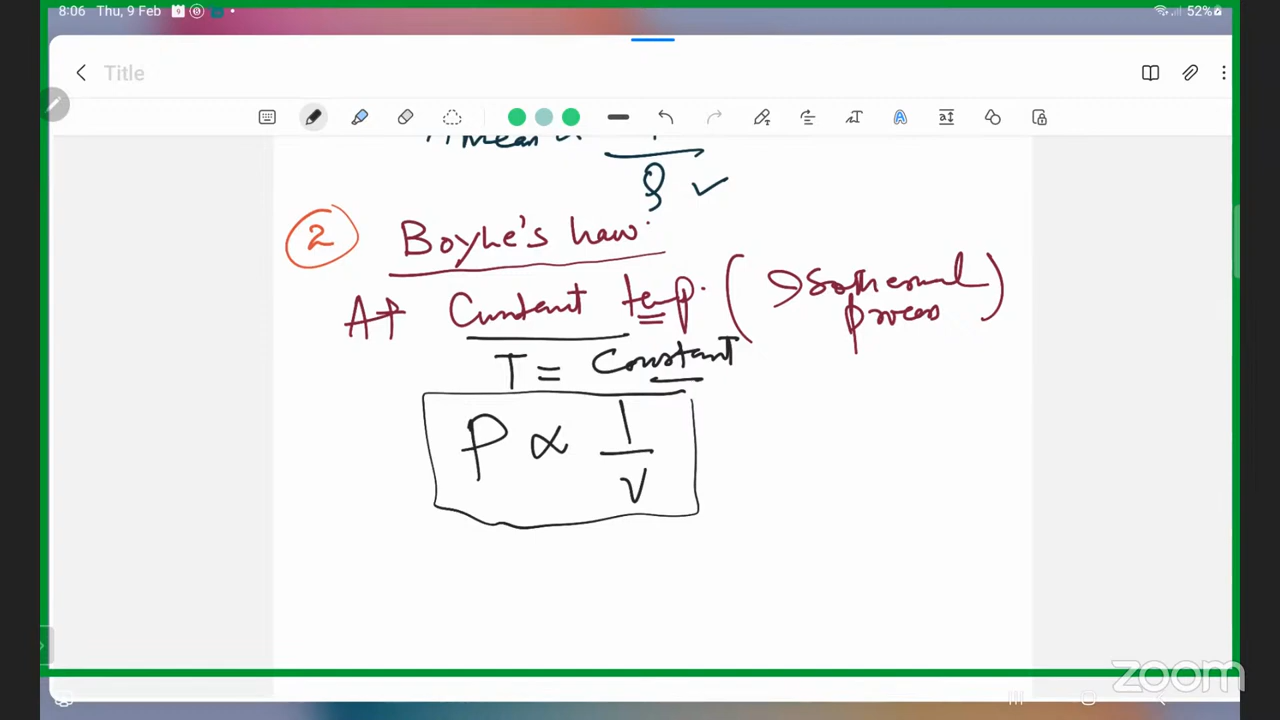 8:06 Thu, 9 Feb
52%
Title
2 Boyle's Law
At Constant temp. (Isothermal process)
T = Constant
P ∝ 1/V
zoom